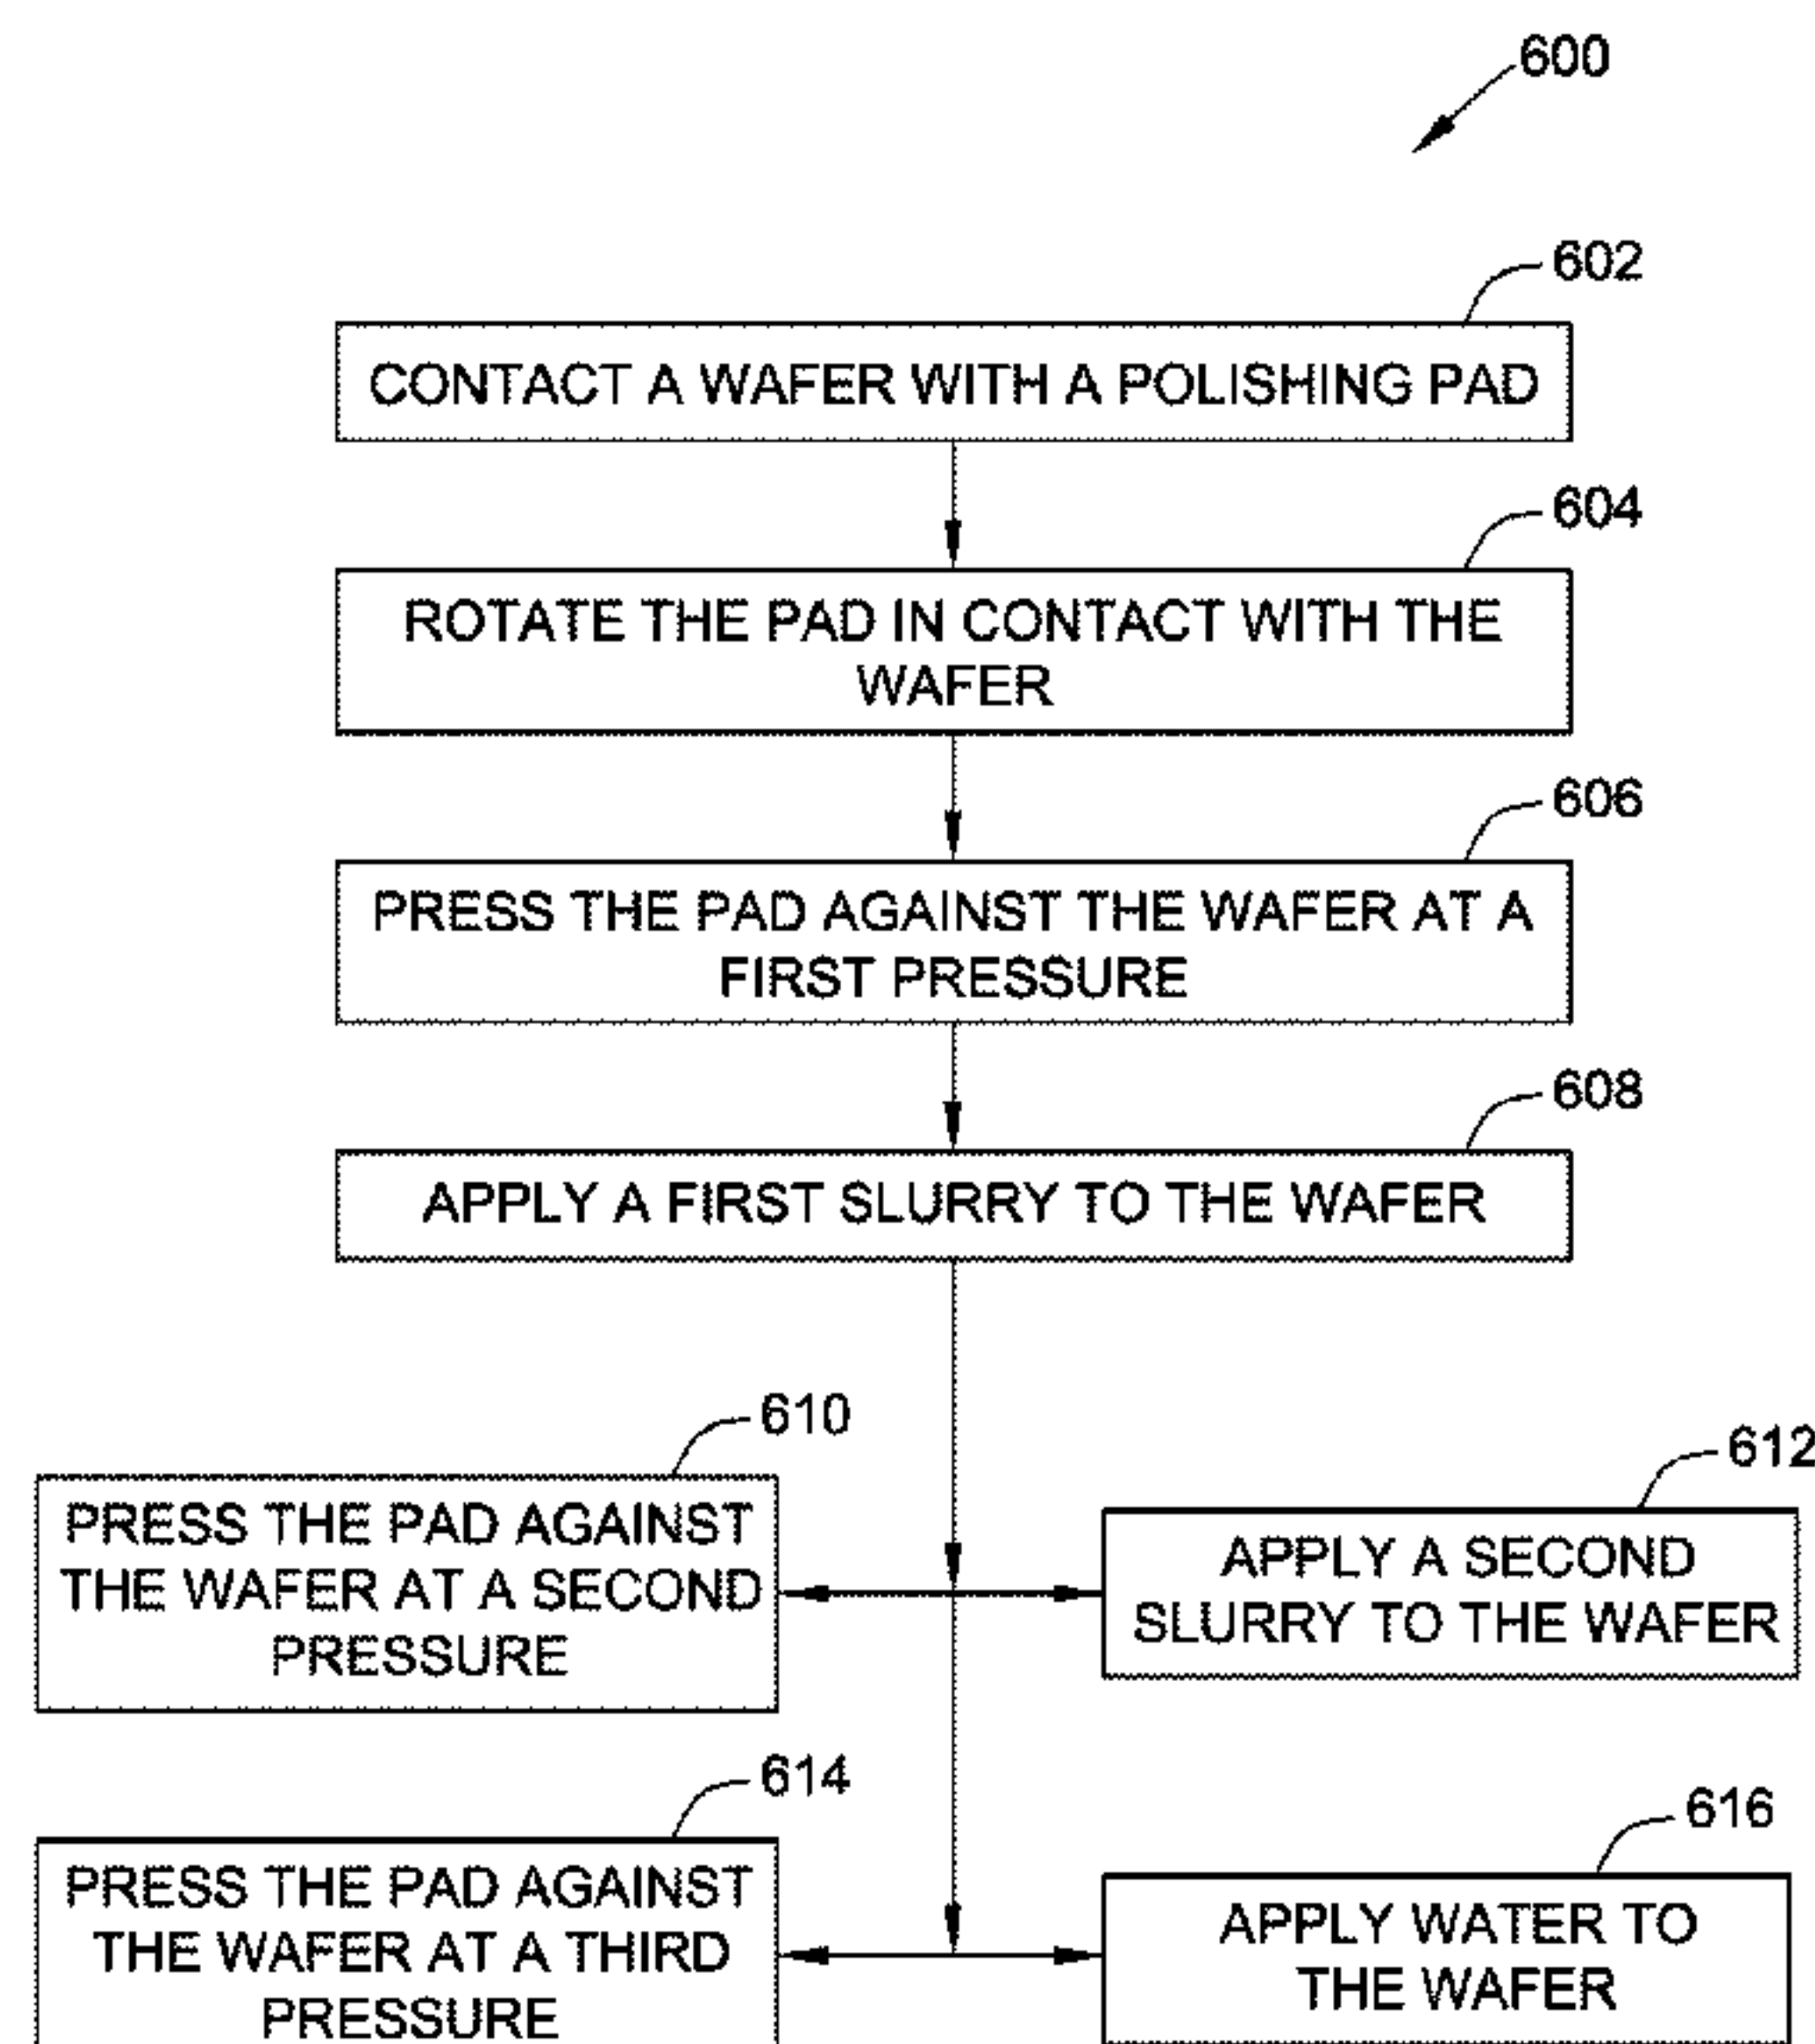 600
602
CONTACT A WAFER WITH A POLISHING PAD
604
ROTATE THE PAD IN CONTACT WITH THE
WAFER
606
PRESS THE PAD AGAINST THE WAFER AT A
FIRST PRESSURE
608
APPLY A FIRST SLURRY TO THE WAFER
610
PRESS THE PAD AGAINST
THE WAFER AT A SECOND
PRESSURE
612
APPLY A SECOND
SLURRY TO THE WAFER
614
PRESS THE PAD AGAINST
THE WAFER AT A THIRD
PRESSURE
616
APPLY WATER TO
THE WAFER